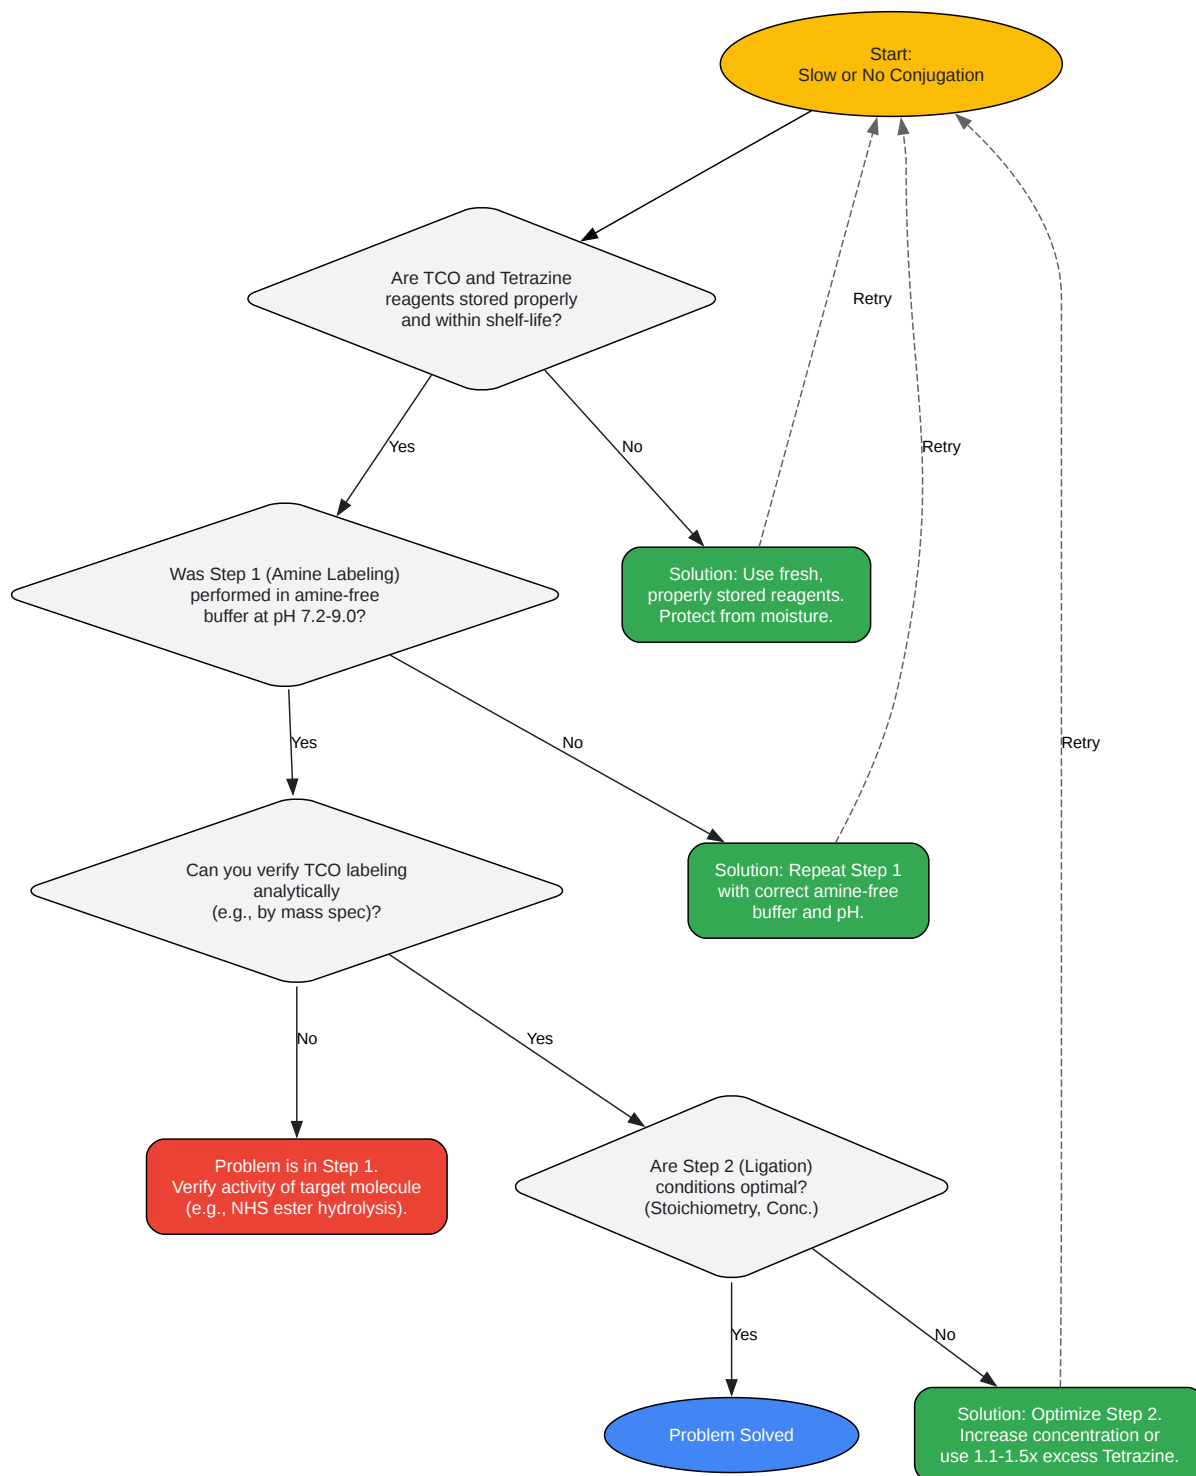 Start:
Slow or No Conjugation
Are TCO and Tetrazine
reagents stored properly
and within shelf-life?
Retry
Yes
No
Retry
Was Step 1 (Amine Labeling)
performed in amine-free
buffer at pH 7.2-9.0?
Solution: Use fresh,
properly stored reagents.
Protect from moisture.
Yes
No
Retry
Can you verify TCO labeling
analytically
(e.g., by mass spec)?
Solution: Repeat Step 1
with correct amine-free
buffer and pH.
No
Yes
Problem is in Step 1.
Verify activity of target molecule
(e.g., NHS ester hydrolysis).
Are Step 2 (Ligation)
conditions optimal?
(Stoichiometry, Conc.)
Yes
No
Problem Solved
Solution: Optimize Step 2.
Increase concentration or
use 1.1-1.5x excess Tetrazine.